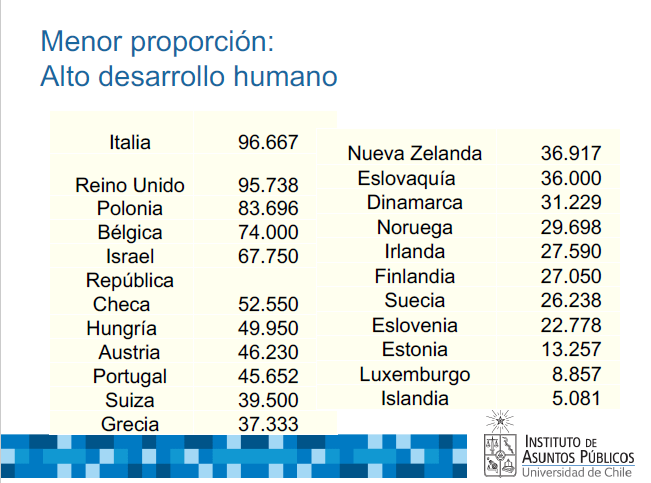 Menor proporción:
Alto desarrollo humano
Italia 96.667
Reino Unido 95.738
Polonia 83.696
Bélgica 74.000
Israel 67.750
República
Checa 52.550
Hungría 49.950
Austria 46.230
Portugal 45.652
Suiza 39.500
Grecia 37.333
Nueva Zelanda 36.917
Eslovaquía 36.000
Dinamarca 31.229
Noruega 29.698
Irlanda 27.590
Finlandia 27.050
Suecia 26.238
Eslovenia 22.778
Estonia 13.257
Luxemburgo 8.857
Islandia 5.081
INSTITUTO DE
ASUNTOS PÚBLICOS
Universidad de Chile